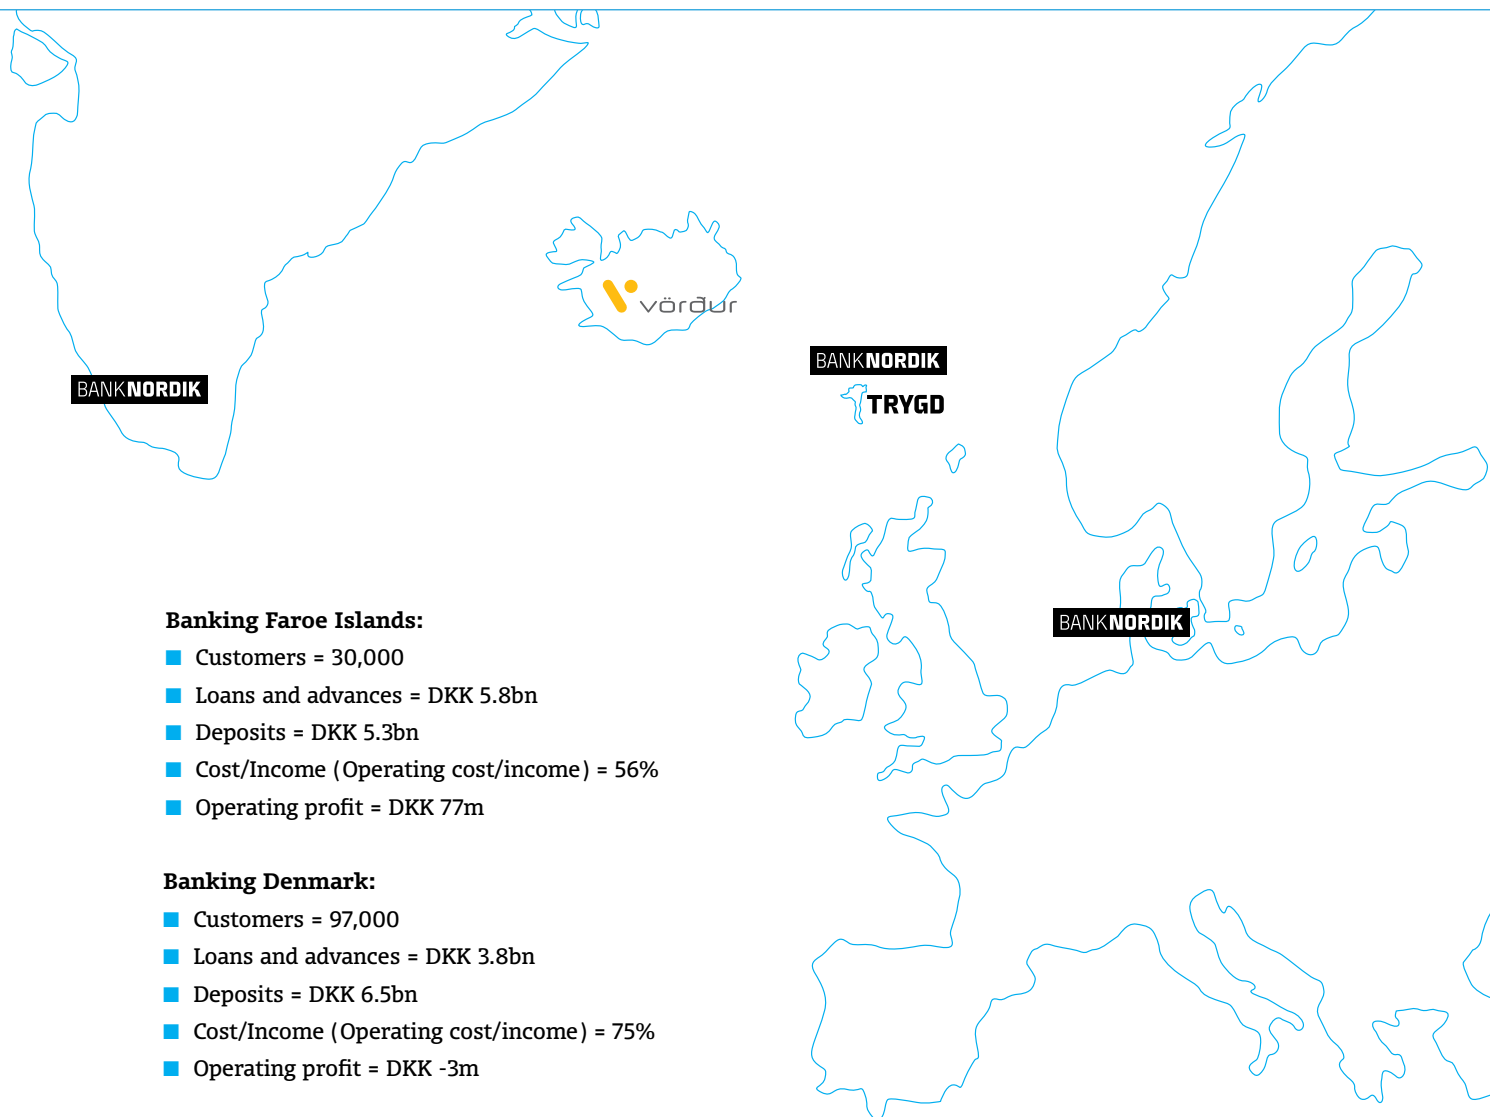 vörður
BANKNORDIK
BANKNORDIK
TRYGD
BANKNORDIK
Banking Faroe Islands:
Customers = 30,000
Loans and advances = DKK 5.8bn
Deposits = DKK 5.3bn
Cost/Income (Operating cost/income) = 56%
Operating profit = DKK 77m
Banking Denmark:
Customers = 97,000
Loans and advances = DKK 3.8bn
Deposits = DKK 6.5bn
Cost/Income (Operating cost/income) = 75%
Operating profit = DKK -3m